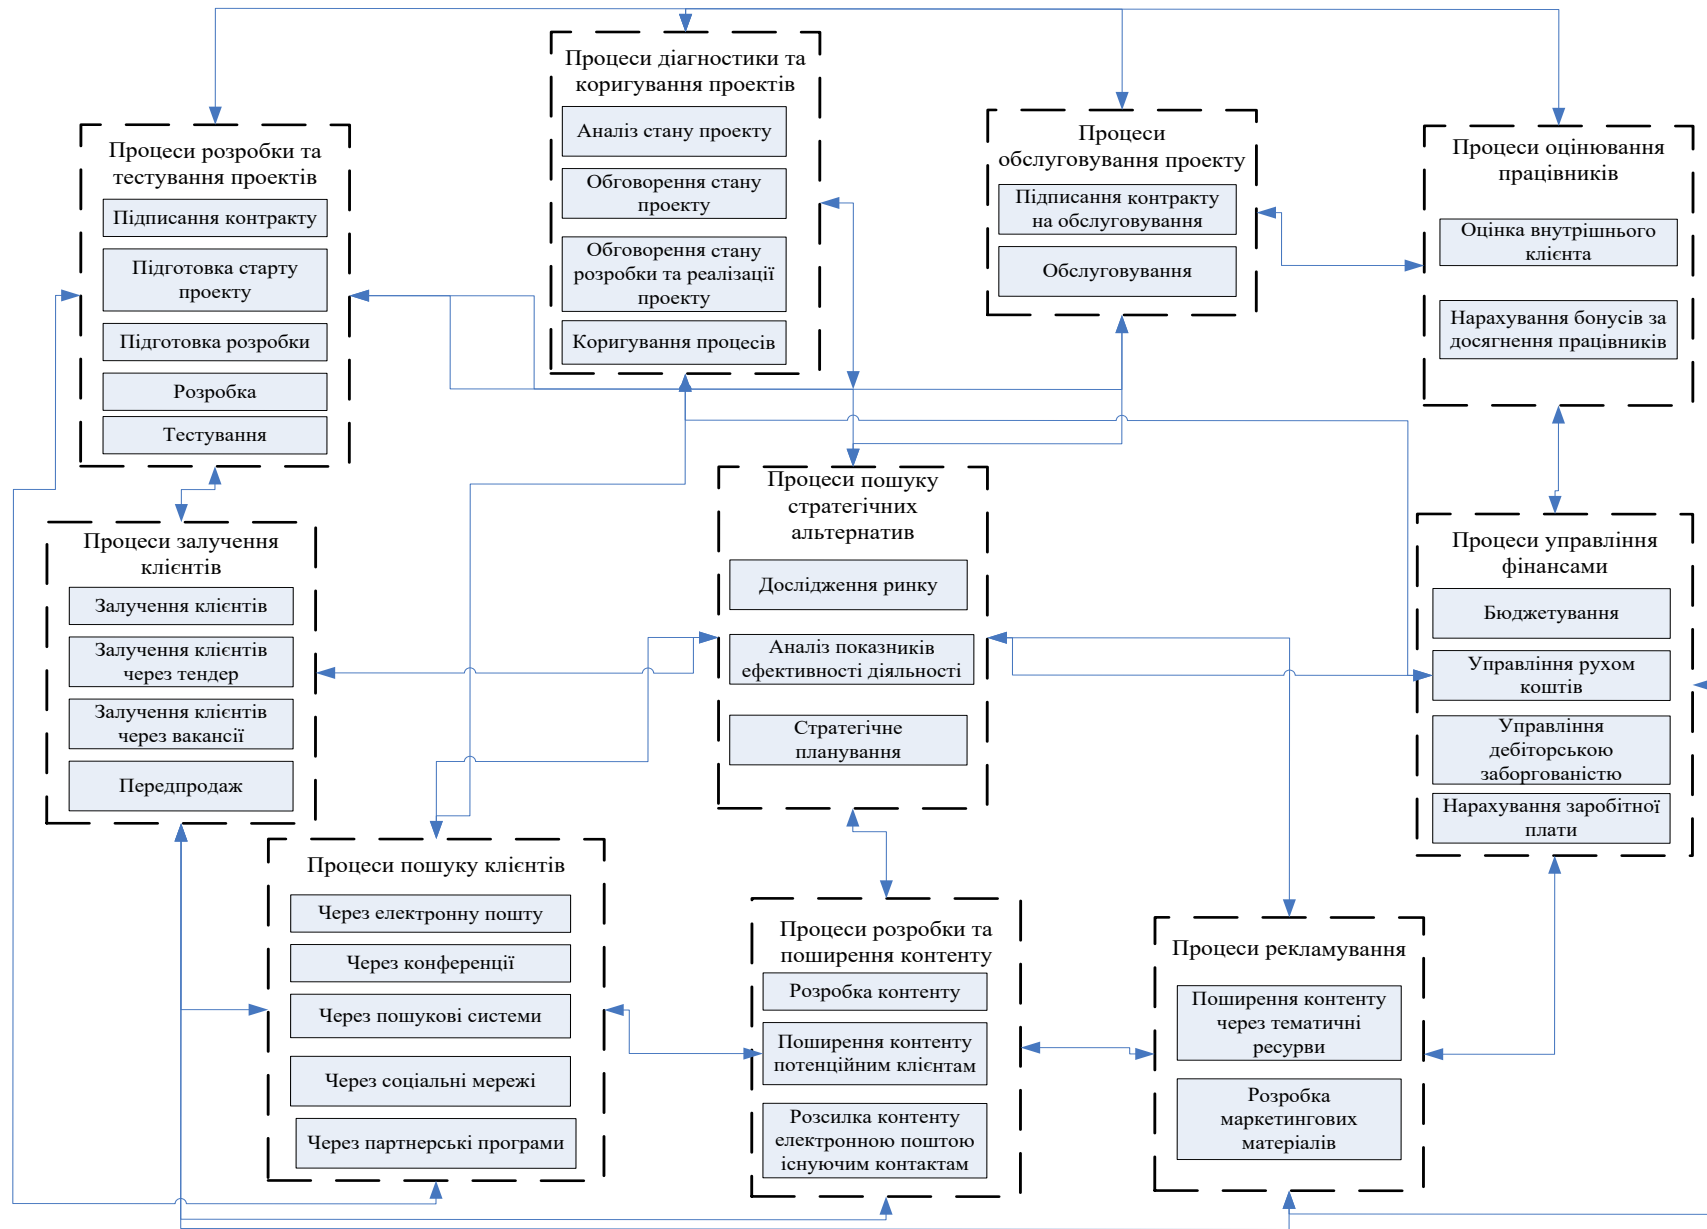 Процеси діагностики та
коригування проектів
Аналіз стану проекту
Обговорення стану
проекту
Обговорення стану
розробки та реалізації
проекту
Коригування процесів
Процеси розробки та
тестування проектів
Підписання контракту
Підготовка старту
проекту
Підготовка розробки
Розробка
Тестування
Процеси
обслуговування проекту
Підписання контракту
на обслуговування
Обслуговування
Процеси оцінювання
працівників
Оцінка внутрішнього
клієнта
Нарахування бонусів за
досягнення працівників
Процеси залучення
клієнтів
Залучення клієнтів
Залучення клієнтів
через тендер
Залучення клієнтів
через вакансії
Передпродаж
Процеси пошуку
стратегічних
альтернатив
Дослідження ринку
Аналіз показників
ефективності діяльності
Стратегічне
планування
Процеси управління
фінансами
Бюджетування
Управління рухом
коштів
Управління
дебіторською
заборгованістю
Нарахування заробітної
плати
Процеси пошуку клієнтів
Через електронну пошту
Через конференції
Через пошукові системи
Через соціальні мережі
Через партнерські програми
Процеси розробки та
поширення контенту
Розробка контенту
Поширення контенту
потенційним клієнтам
Розсилка контенту
електронною поштою
існуючим контактам
Процеси рекламування
Поширення контенту
через тематичні
ресурви
Розробка
маркетингових
матеріалів